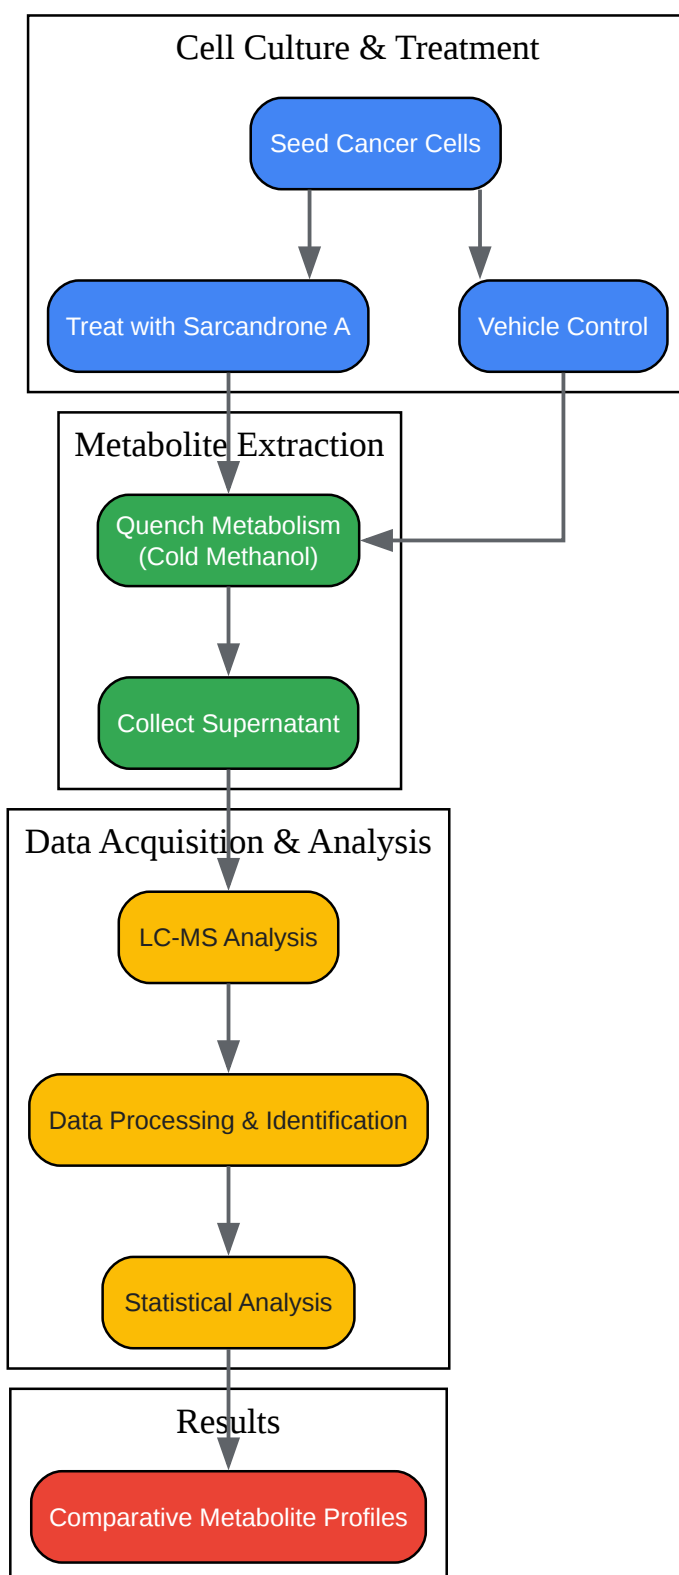 Cell Culture & Treatment
Seed Cancer Cells
Treat with Sarcandrone A
Vehicle Control
Metabolite Extraction
Quench Metabolism
(Cold Methanol)
Collect Supernatant
Data Acquisition & Analysis
LC-MS Analysis
Data Processing & Identification
Statistical Analysis
Results
Comparative Metabolite Profiles